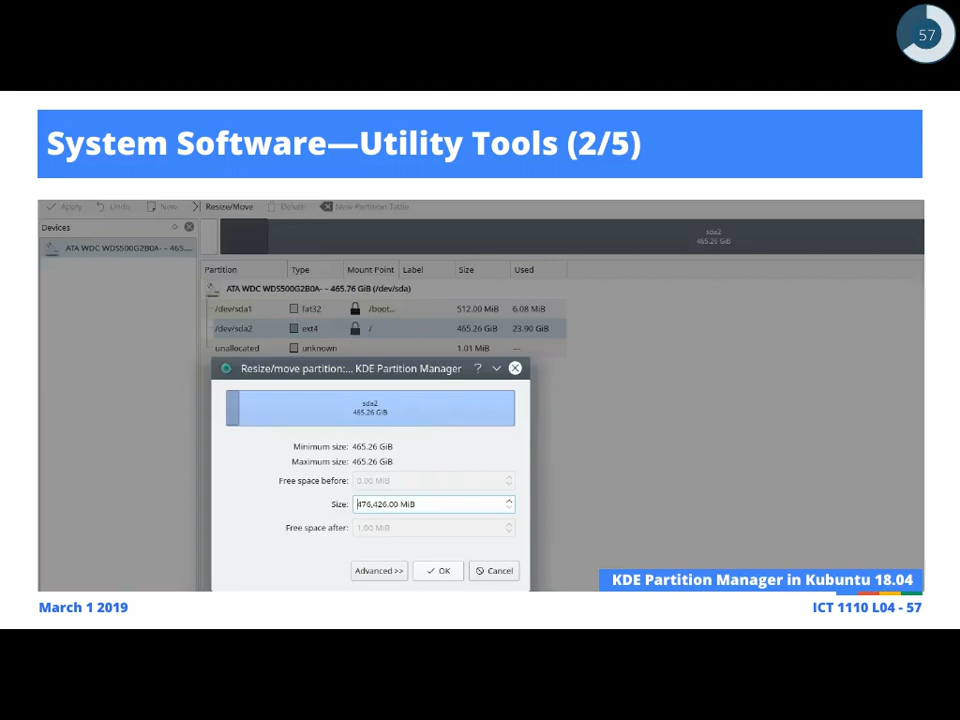 57
System Software—Utility Tools (2/5)
Apply Undo New Resize/Move Delete New Partition Table
Devices
ATA WDC WDS500G2B0A- – 465....
sda2
465.26 GiB
Partition Type Mount Point Label Size Used
ATA WDC WDS500G2B0A- – 465.76 GiB (/dev/sda)
/dev/sda1 fat32 /boot... 512.00 MiB 6.08 MiB
/dev/sda2 ext4 / 465.26 GiB 23.90 GiB
unallocated unknown 1.01 MiB ---
Resize/move partition:... KDE Partition Manager ?
sda2
465.26 GiB
Minimum size: 465.26 GiB
Maximum size: 465.26 GiB
Free space before: 0.00 MiB
Size: 476,426.00 MiB
Free space after: 1.00 MiB
Advanced >> OK Cancel
KDE Partition Manager in Kubuntu 18.04
March 1 2019
ICT 1110 L04 - 57